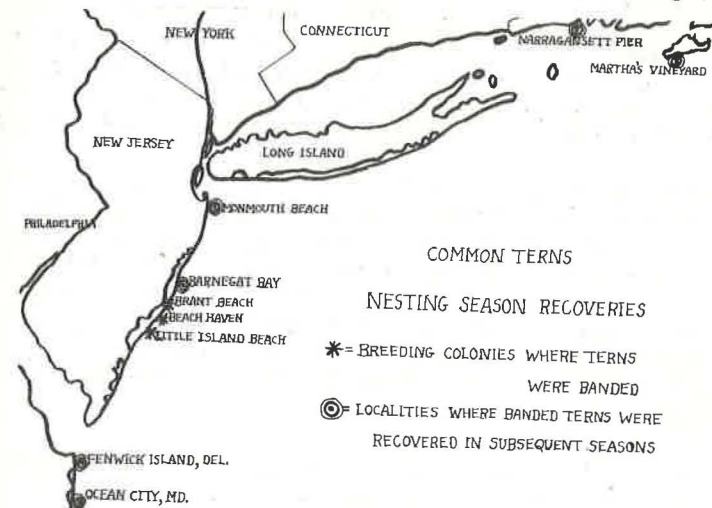 NEW YORK
CONNECTICUT
NARRAGANSETT PIER
MARTHA'S VINEYARD
NEW JERSEY
LONG ISLAND
MONMOUTH BEACH
PHILADELPHIA
COMMON TERNS
BARNEGAT BAY
NESTING SEASON RECOVERIES
BRANT BEACH
BEACH HAVEN
LITTLE ISLAND BEACH
= BREEDING COLONIES WHERE TERNS
WERE BANDED
= LOCALITIES WHERE BANDED TERNS WERE
RECOVERED IN SUBSEQUENT SEASONS
FENWICK ISLAND, DEL.
OCEAN CITY, MD.